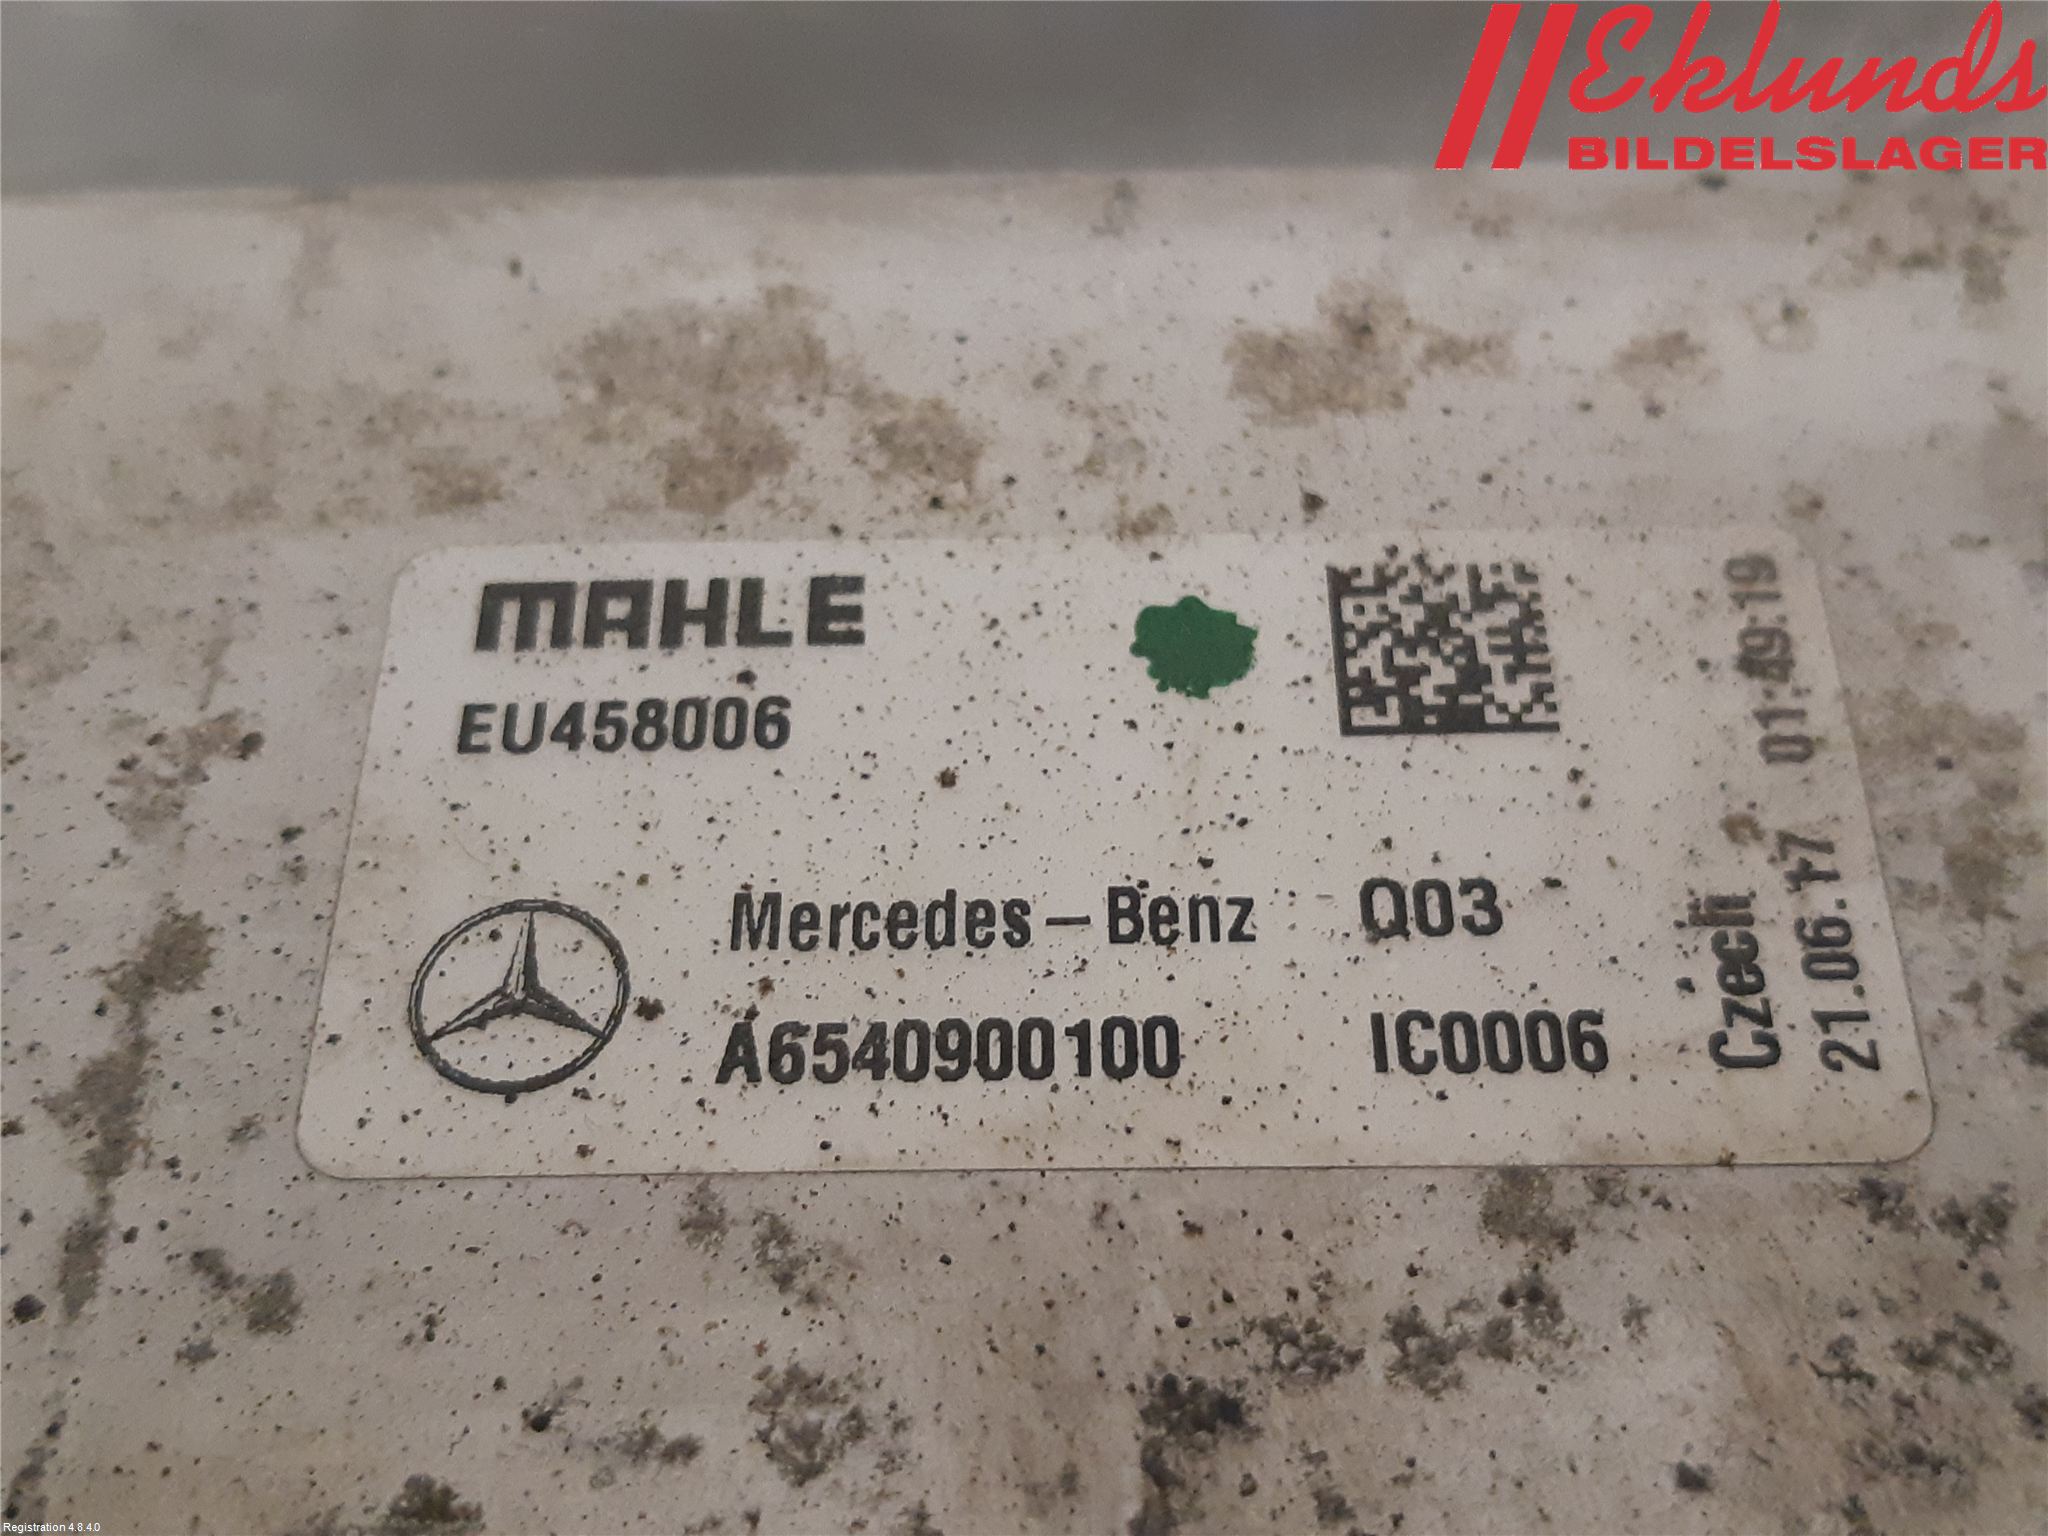 Eklunds
BILDELSLAGER
MAHLE
EU458006
Mercedes-Benz Q03
A6540900100 IC0006
Czech
21.06.17 01:49:19
Registration 4.8.4.0